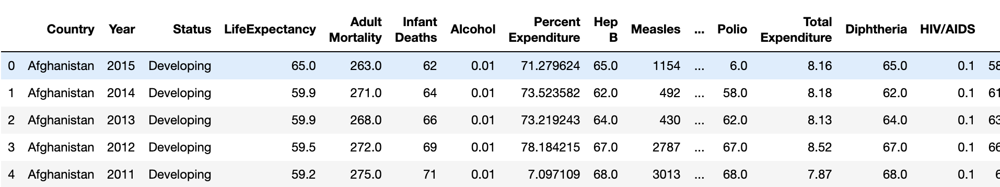 Country Year Status LifeExpectancy Adult Mortality Infant Deaths Alcohol Percent Expenditure Hep B Measles ... Polio Total Expenditure Diphtheria HIV/AIDS
0 Afghanistan 2015 Developing 65.0 263.0 62 0.01 71.279624 65.0 1154 ... 6.0 8.16 65.0 0.1 58
1 Afghanistan 2014 Developing 59.9 271.0 64 0.01 73.523582 62.0 492 ... 58.0 8.18 62.0 0.1 61
2 Afghanistan 2013 Developing 59.9 268.0 66 0.01 73.219243 64.0 430 ... 62.0 8.13 64.0 0.1 63
3 Afghanistan 2012 Developing 59.5 272.0 69 0.01 78.184215 67.0 2787 ... 67.0 8.52 67.0 0.1 66
4 Afghanistan 2011 Developing 59.2 275.0 71 0.01 7.097109 68.0 3013 ... 68.0 7.87 68.0 0.1 6